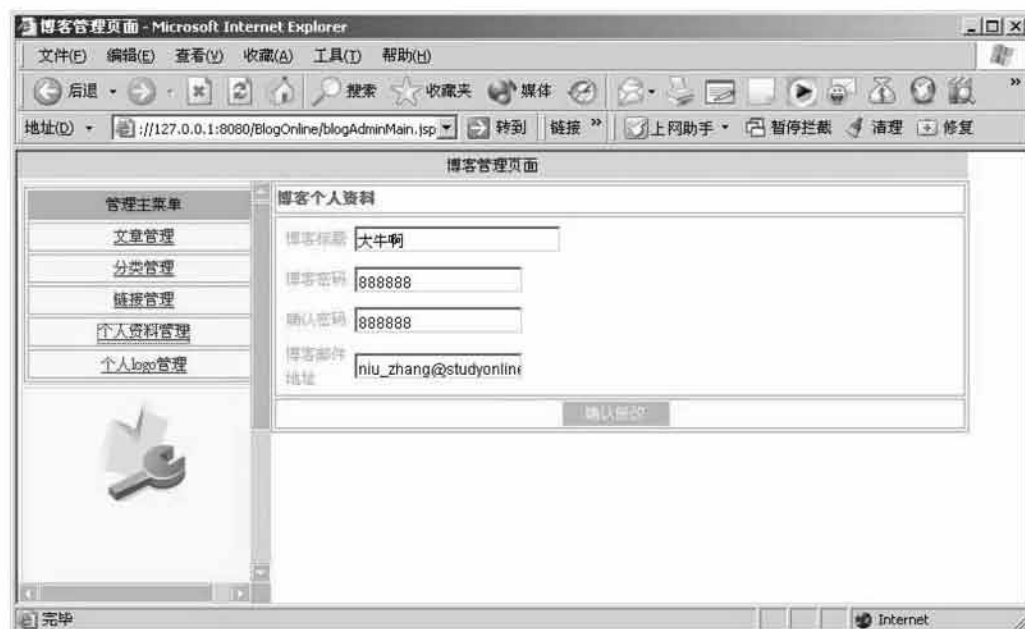 博客管理页面 - Microsoft Internet Explorer
文件(F) 编辑(E) 查看(V) 收藏(A) 工具(T) 帮助(H)
后退 搜索 收藏夹 媒体 »
地址(D) ://127.0.0.1:8080/BlogOnline/blogAdminMain.jsp 转到 链接 » 上网助手 暂停拦截 清理 修复
博客管理页面
管理主菜单
文章管理
分类管理
链接管理
个人资料管理
个人logo管理
博客个人资料
博客标题 大牛啊
博客密码 888888
确认密码 888888
博客邮件
地址 niu_zhang@studyonline
确认修改
完毕 Internet